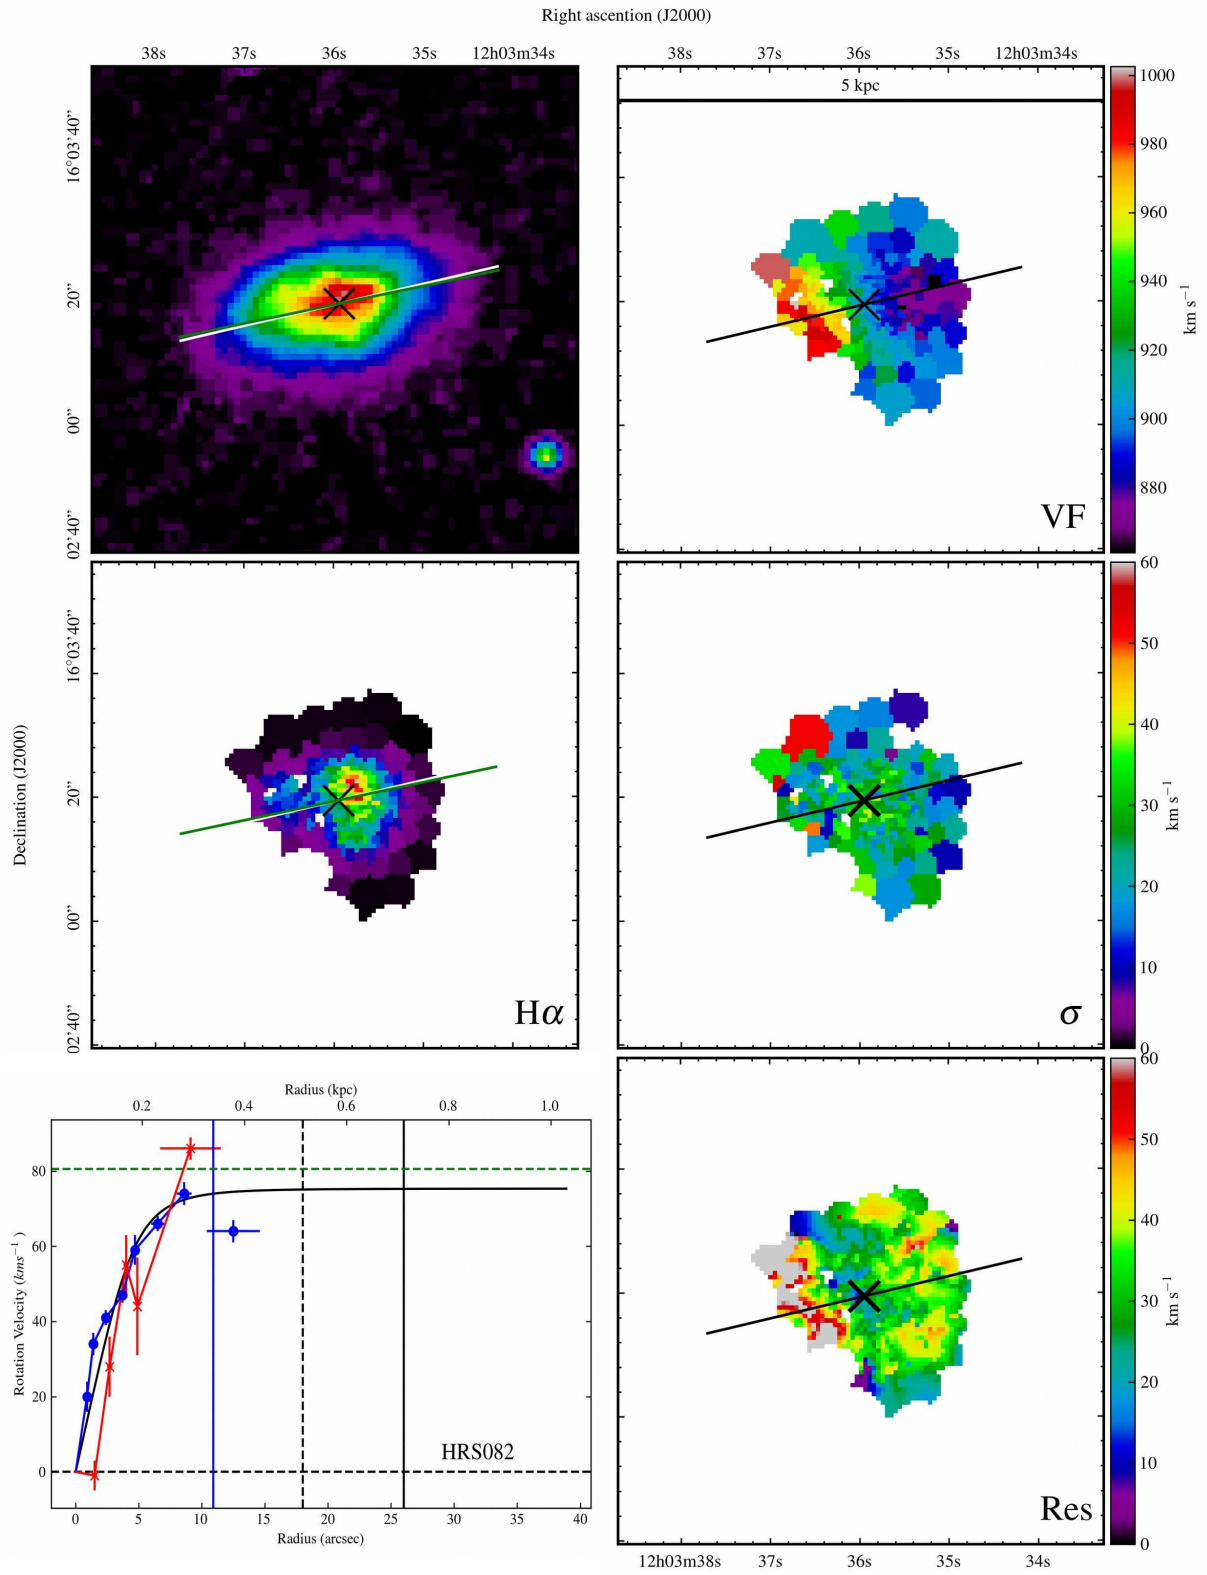 Right ascention (J2000)
38s 37s 36s 35s 12h03m34s
38s 37s 36s 35s 12h03m34s
16°03'40”
20”
00”
02'40”
5 kpc
VF
1000
980
960
940
920
900
880
km s⁻¹
Declination (J2000)
16°03'40”
20”
00”
02'40”
Hα
σ
60
50
40
30
20
10
0
km s⁻¹
Radius (kpc)
0.2 0.4 0.6 0.8 1.0
Rotation Velocity (kms⁻¹)
80
60
40
20
0
HRS082
0 5 10 15 20 25 30 35 40
Radius (arcsec)
Res
60
50
40
30
20
10
0
km s⁻¹
12h03m38s 37s 36s 35s 34s